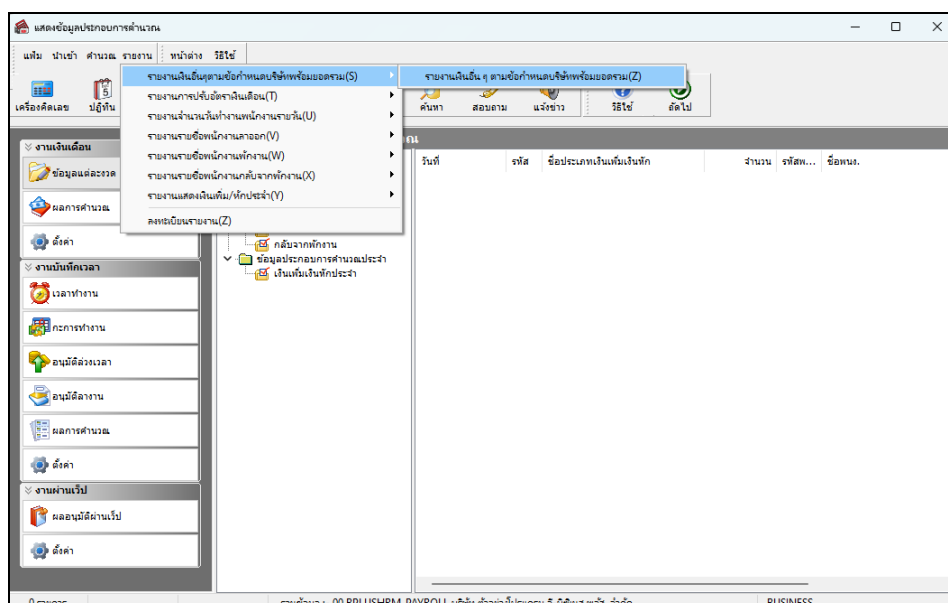 แสดงข้อมูลประกอบการคำนวณ
แฟ้ม นำเข้า คำนวณ รายงาน หน้าต่าง วิธีใช้
รายงานเงินอื่นๆตามข้อกำหนดบริษัทพร้อมยอดรวม(S)
รายงานเงินอื่น ๆ ตามข้อกำหนดบริษัทพร้อมยอดรวม(Z)
เครื่องคิดเลข ปฏิทิน
รายงานการปรับอัตราเงินเดือน(T)
ค้นหา สอบถาม แจ้งข่าว วิธีใช้ ถัดไป
รายงานจำนวนวันทำงานพนักงานรายวัน(U)
รายงานรายชื่อพนักงานลาออก(V)
รายงานรายชื่อพนักงานพักงาน(W)
รายงานรายชื่อพนักงานกลับจากพักงาน(X)
รายงานแสดงเงินเพิ่ม/หักประจำ(Y)
ลงทะเบียนรายงาน(Z)
วันที่ รหัส ชื่อประเภทเงินเพิ่มเงินหัก จำนวน รหัสพ... ชื่อพนง.
งานเงินเดือน
ข้อมูลแต่ละงวด
ผลการคำนวณ
ตั้งค่า
กลับจากพักงาน
ข้อมูลประกอบการคำนวณประจำ
เงินเพิ่มเงินหักประจำ
งานบันทึกเวลา
เวลาทำงาน
กะการทำงาน
อนุมัติล่วงเวลา
อนุมัติลางาน
ผลการคำนวณ
ตั้งค่า
งานผ่านเว็ป
ผลอนุมัติผ่านเว็ป
ตั้งค่า
0 รายการ
BUSINESS